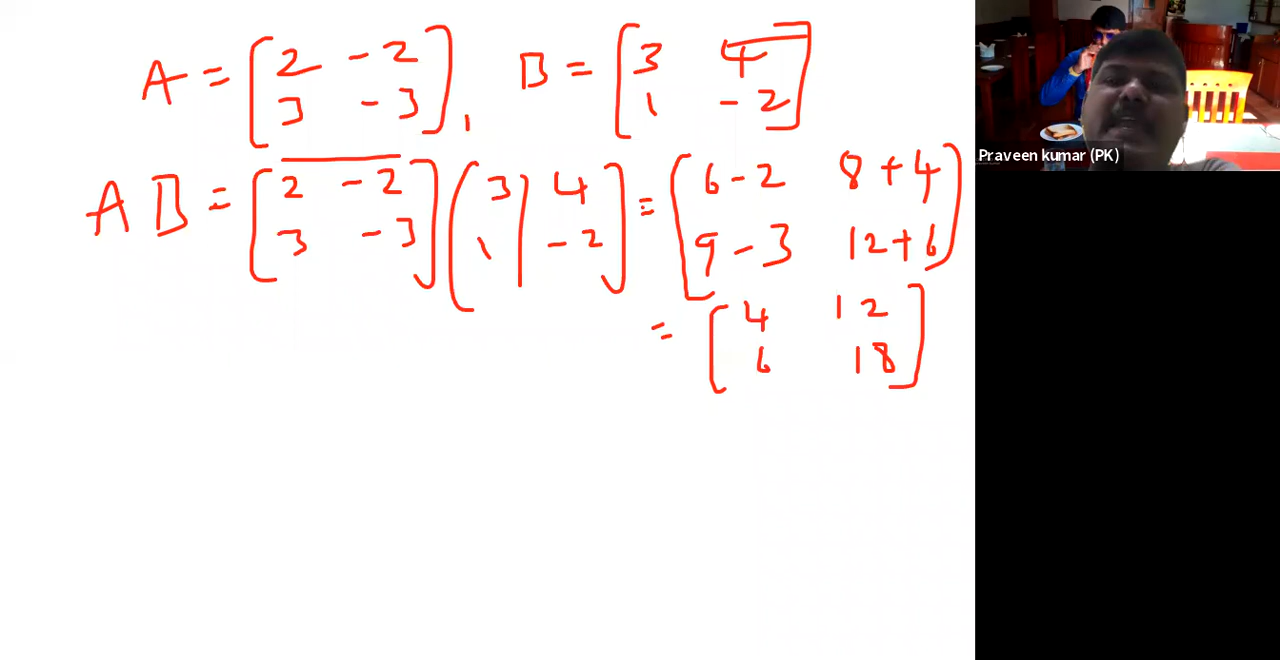 A = [2 -2
3 -3], B = [3 4
1 -2]
AB = [2 -2
3 -3] [3 4
1 -2] = [6-2 8+4
9-3 12+6]
= [4 12
6 18]
Praveen kumar (PK)